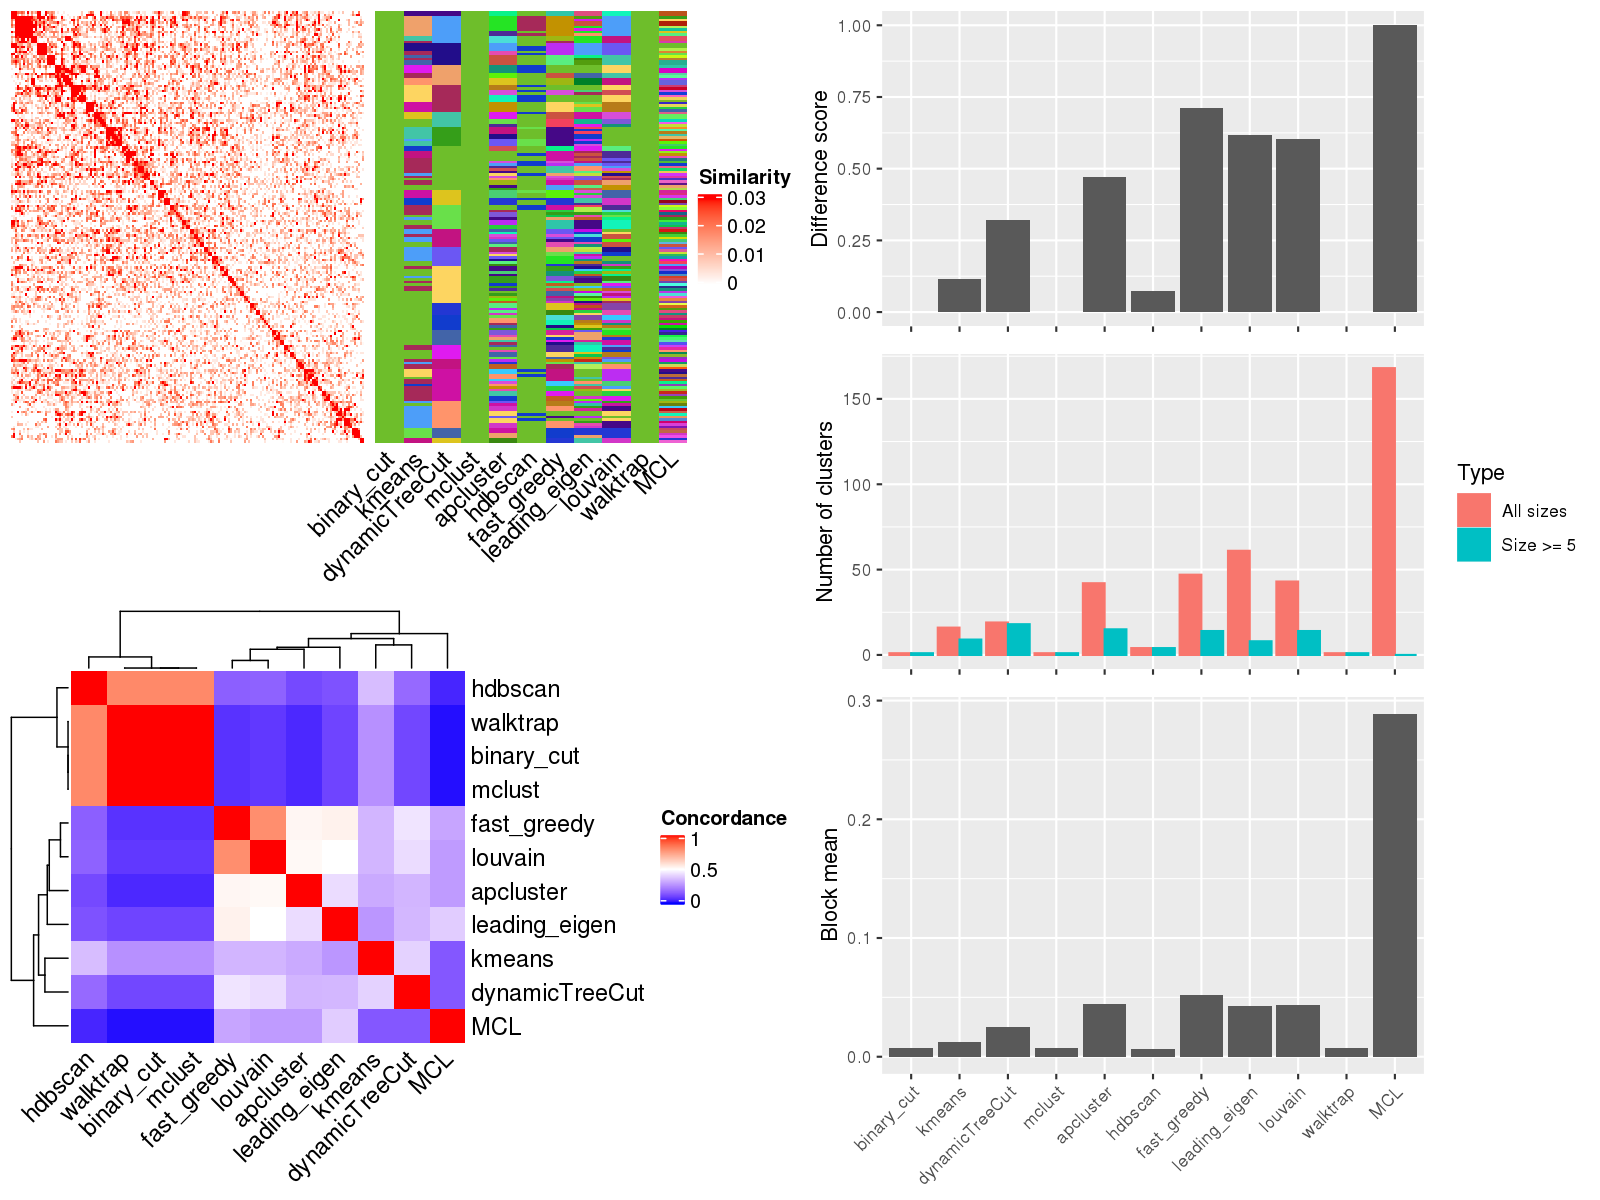 Similarity
0.03
0.02
0.01
0
binary_cut
kmeans
dynamicTreeCut
mclust
apcluster
hdbscan
fast_greedy
leading_eigen
louvain
walktrap
MCL
hdbscan
walktrap
binary_cut
mclust
fast_greedy
louvain
apcluster
leading_eigen
kmeans
dynamicTreeCut
MCL
Concordance
1
0.5
0
hdbscan
walktrap
binary_cut
mclust
fast_greedy
louvain
apcluster
leading_eigen
kmeans
dynamicTreeCut
MCL
Difference score
1.00
0.75
0.50
0.25
0.00
Number of clusters
150
100
50
0
Type
All sizes
Size >= 5
Block mean
0.3
0.2
0.1
0.0
binary_cut
kmeans
dynamicTreeCut
mclust
apcluster
hdbscan
fast_greedy
leading_eigen
louvain
walktrap
MCL